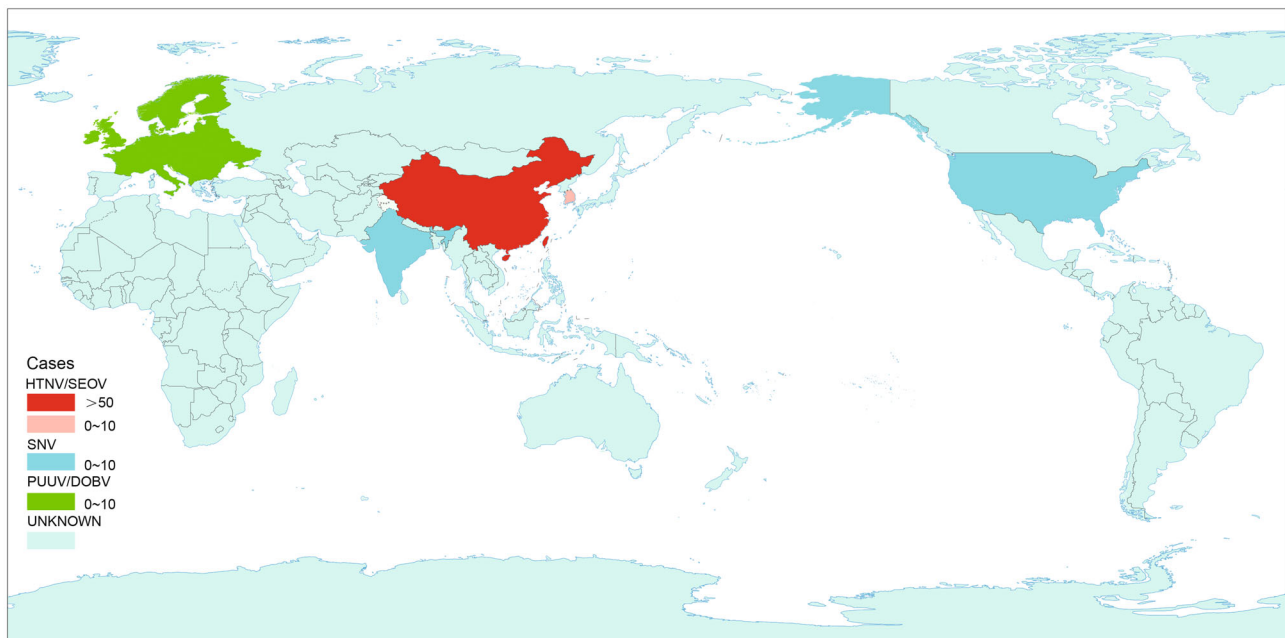 Cases
HTNV/SEOV
>50
0~10
SNV
0~10
PUUV/DOBV
0~10
UNKNOWN